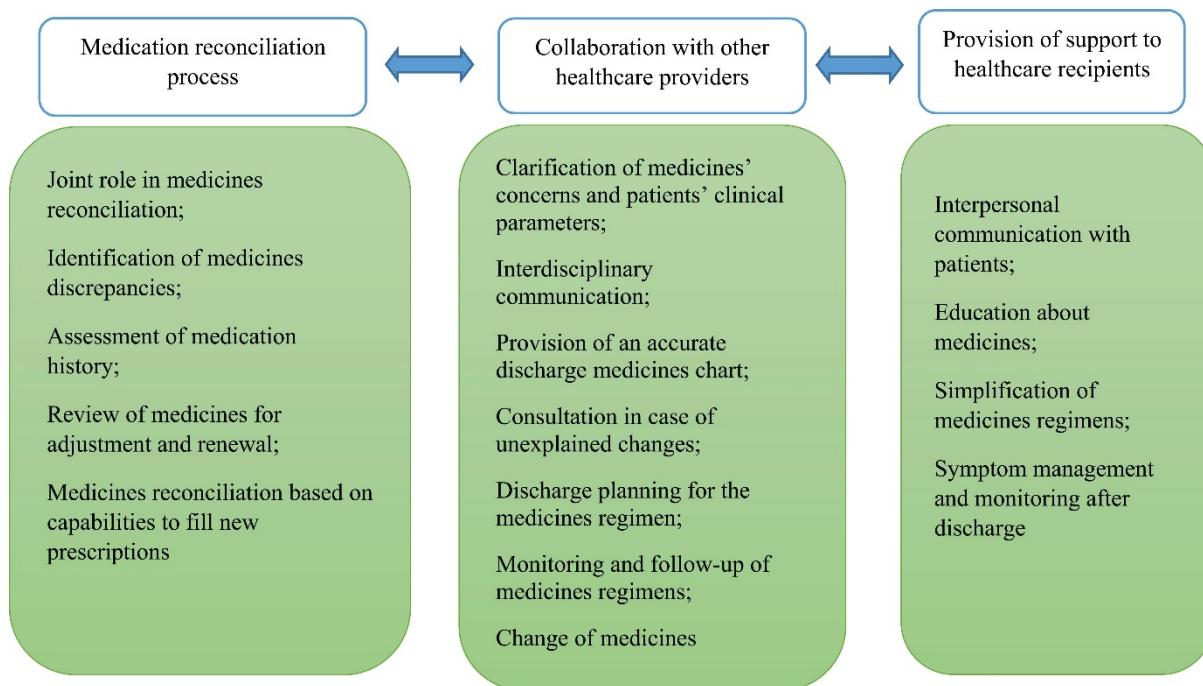 Medication reconciliation
process
Collaboration with other
healthcare providers
Provision of support to
healthcare recipients
Joint role in medicines
reconciliation;
Identification of medicines
discrepancies;
Assessment of medication
history;
Review of medicines for
adjustment and renewal;
Medicines reconciliation based on
capabilities to fill new
prescriptions
Clarification of medicines’
concerns and patients’ clinical
parameters;
Interdisciplinary
communication;
Provision of an accurate
discharge medicines chart;
Consultation in case of
unexplained changes;
Discharge planning for the
medicines regimen;
Monitoring and follow-up of
medicines regimens;
Change of medicines
Interpersonal
communication with
patients;
Education about
medicines;
Simplification of
medicines regimens;
Symptom management
and monitoring after
discharge